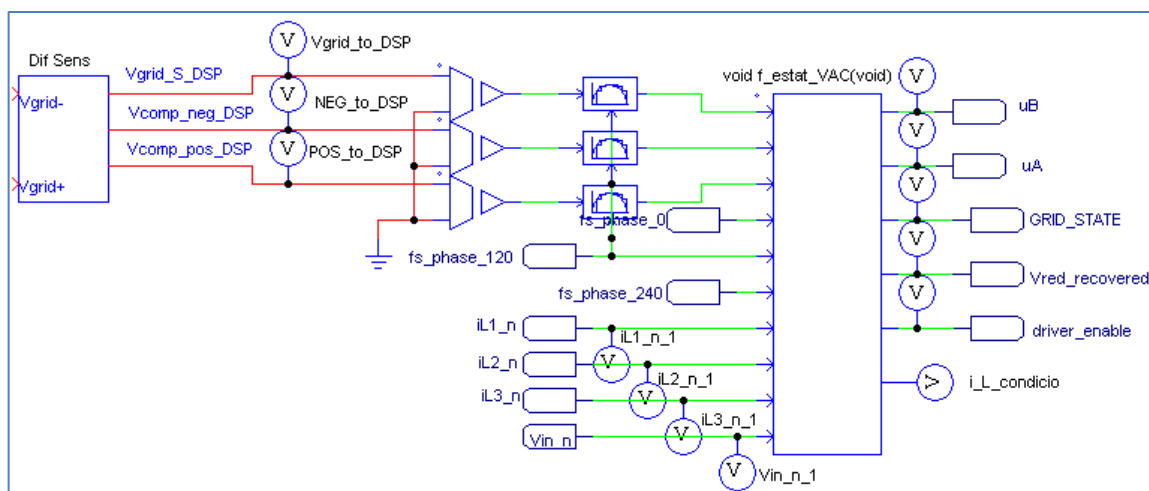 Dif Sens
Vgrid-
Vgrid+
Vgrid_S_DSP
Vcomp_neg_DSP
Vcomp_pos_DSP
V
Vgrid_to_DSP
V
NEG_to_DSP
V
POS_to_DSP
void f_estat_VAC(void)
fs_phase_0
fs_phase_120
fs_phase_240
iL1_n
iL2_n
iL3_n
Vin_n
V
iL1_n_1
V
iL2_n_1
V
iL3_n_1
V
Vin_n_1
V
uB
V
uA
V
GRID_STATE
V
Vred_recovered
V
driver_enable
V
i_L_condicio